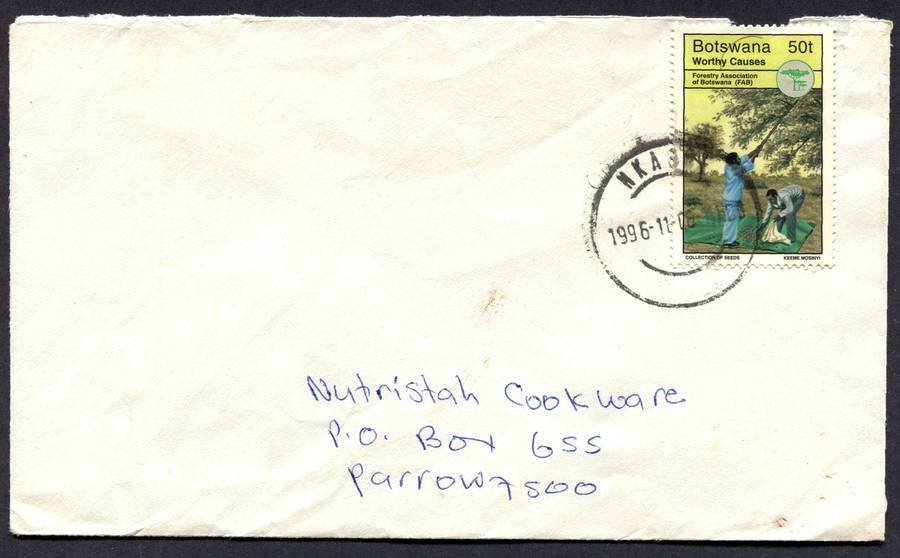 Botswana 50t
Worthy Causes
Forestry Association
of Botswana (FAB)
1996-11-06
COLLECTION OF SEEDS KEEME MOSINYI
Nutristah Cookware
P.O. Box 655
Parrow 7500